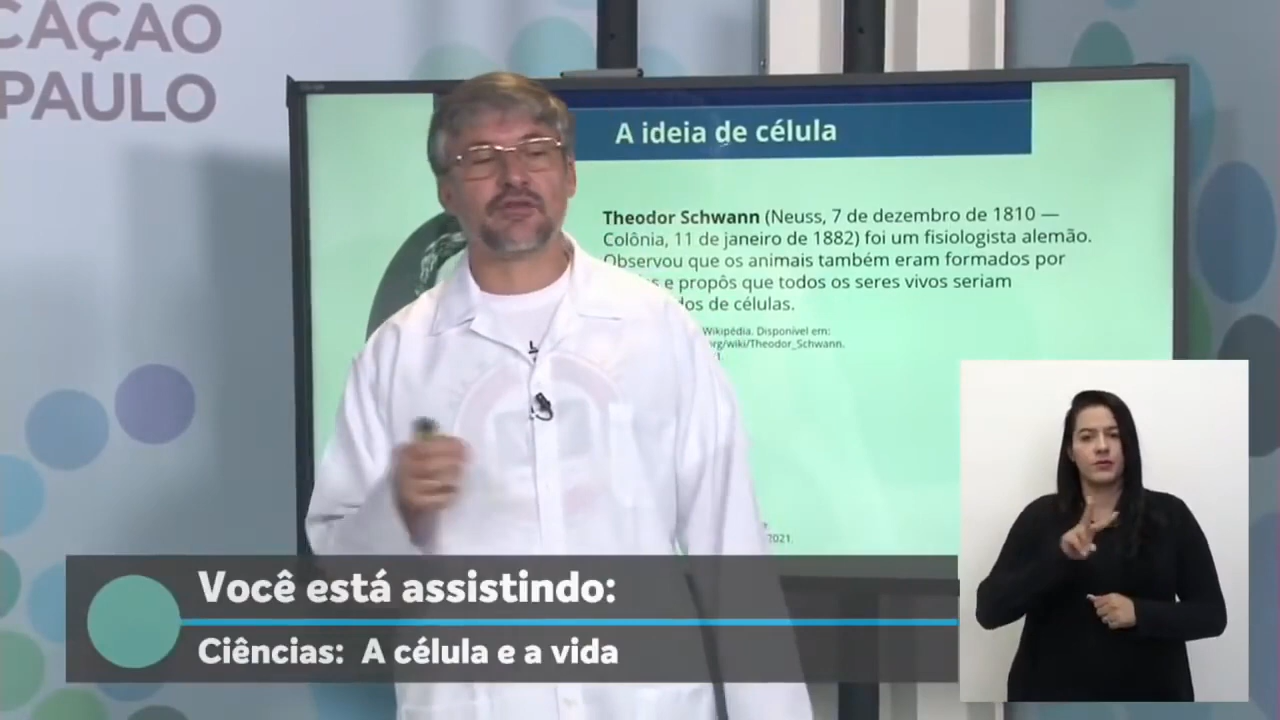 CAÇAO
PAULO
A ideia de célula
Theodor Schwann (Neuss, 7 de dezembro de 1810 —
Colônia, 11 de janeiro de 1882) foi um fisiologista alemão.
Observou que os animais também eram formados por
e propôs que todos os seres vivos seriam
de células.
Wikipédia. Disponível em:
org/wiki/Theodor_Schwann.
2021.
Você está assistindo:
Ciências: A célula e a vida